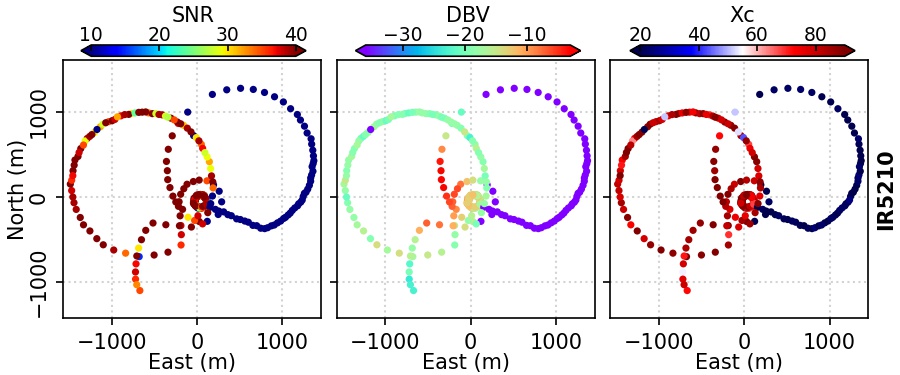 SNR DBV Xc
10 20 30 40 −30 −20 −10 20 40 60 80
1000
0
−1000
North (m)
IR5210
−1000 0 1000 −1000 0 1000 −1000 0 1000
East (m) East (m) East (m)